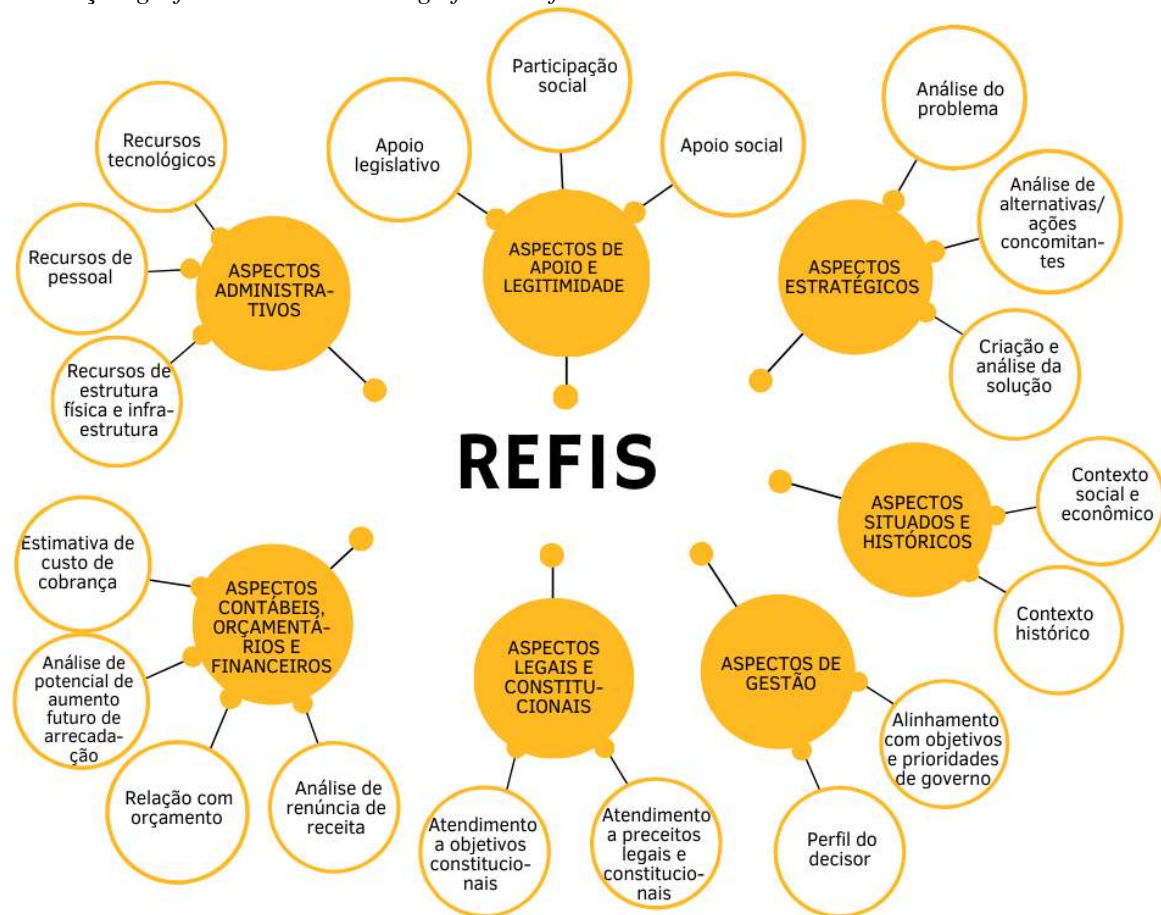 Participação
social
Análise do
problema
Recursos
tecnológicos
Apoio
legislativo
Apoio social
Análise de
alternativas/
ações
concomitan-
tes
Recursos de
pessoal
ASPECTOS
ADMINISTRA-
TIVOS
ASPECTOS DE
APOIO E
LEGITIMIDADE
ASPECTOS
ESTRATÉGICOS
Recursos de
estrutura
física e infra-
estrutura
Criação e
análise da
solução
REFIS
Contexto
social e
econômico
ASPECTOS
SITUADOS E
HISTÓRICOS
Contexto
histórico
Estimativa de
custo de
cobrança
ASPECTOS
CONTÁBEIS,
ORÇAMENTÁ-
RIOS E
FINANCEIROS
ASPECTOS
LEGAIS E
CONSTITU-
CIONAIS
ASPECTOS DE
GESTÃO
Análise de
potencial de
aumento
futuro de
arrecada-
ção
Alinhamento
com objetivos
e prioridades
de governo
Relação com
orçamento
Análise de
renúncia de
receita
Atendimento
a objetivos
constitucio-
nais
Atendimento
a preceitos
legais e
constitucio-
nais
Perfil do
decisor